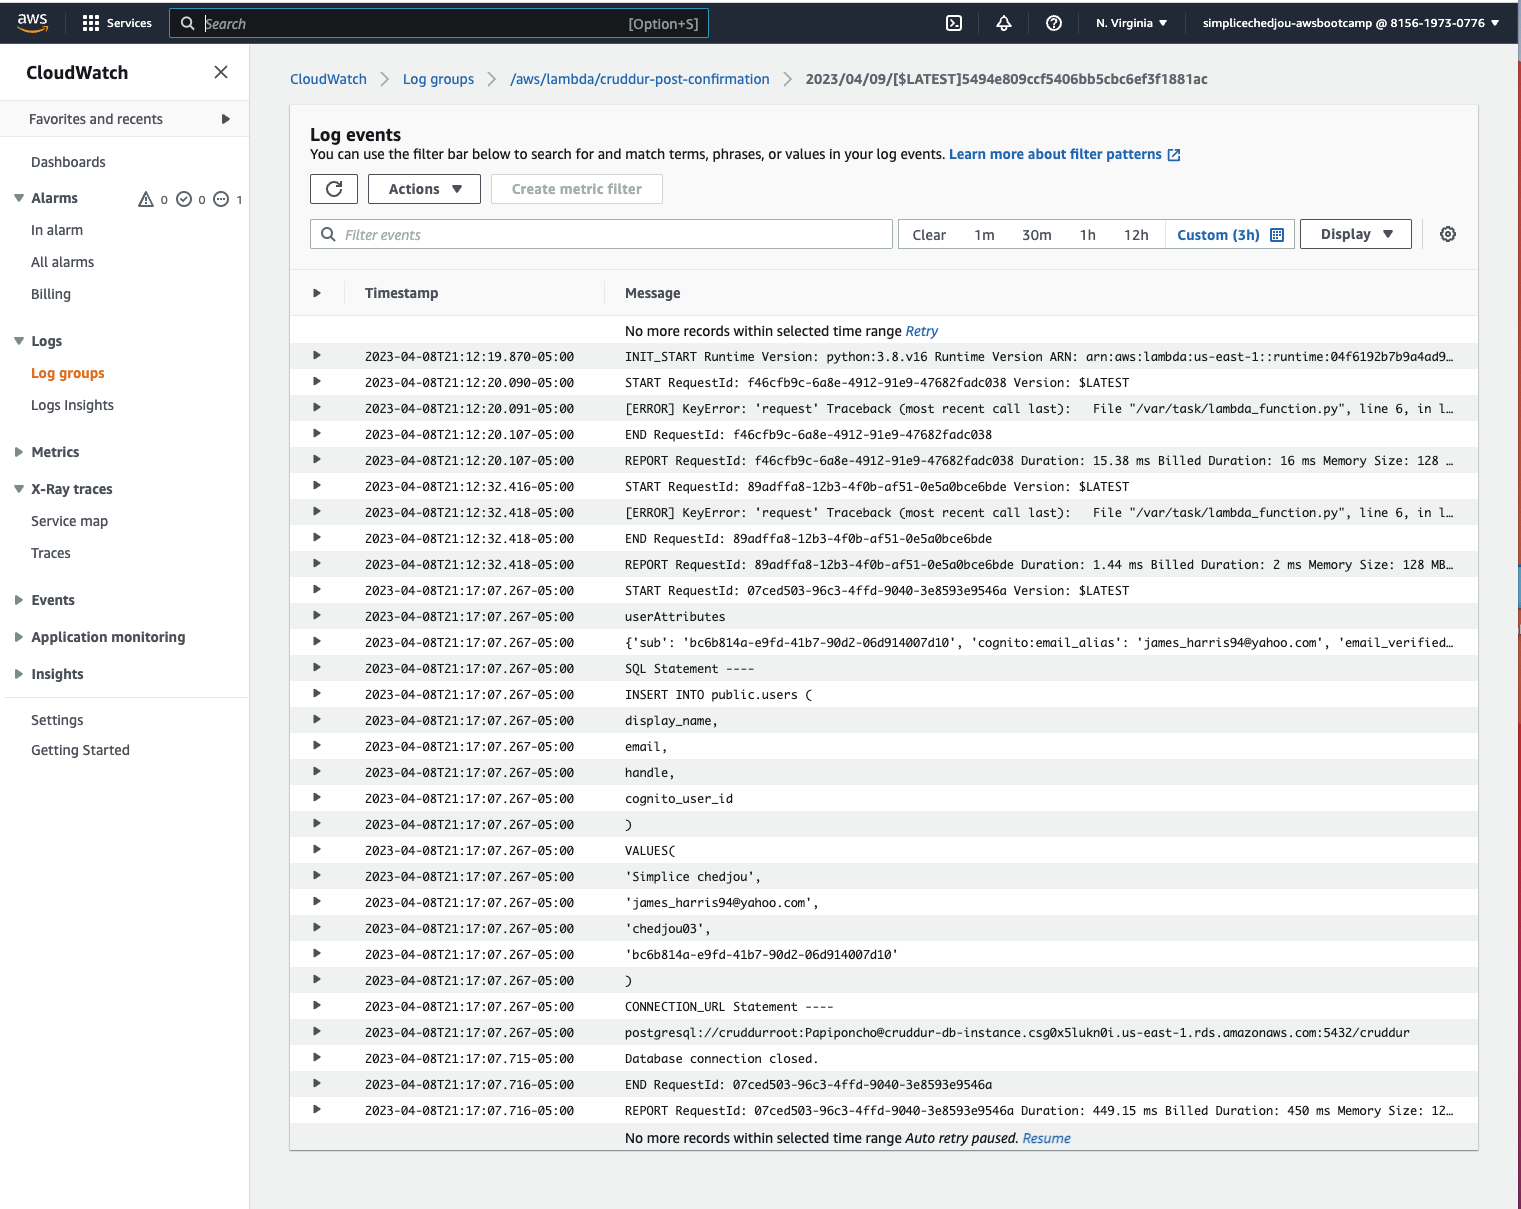 aws
Services
Search [Option+S]
N. Virginia
simplicechedjou-awsbootcamp @ 8156-1973-0776
CloudWatch
Favorites and recents
Dashboards
Alarms 0 0 1
In alarm
All alarms
Billing
Logs
Log groups
Logs Insights
Metrics
X-Ray traces
Service map
Traces
Events
Application monitoring
Insights
Settings
Getting Started
CloudWatch > Log groups > /aws/lambda/cruddur-post-confirmation > 2023/04/09/[$LATEST]5494e809ccf5406bb5cbc6ef3f1881ac
Log events
You can use the filter bar below to search for and match terms, phrases, or values in your log events. Learn more about filter patterns
Actions
Create metric filter
Filter events
Clear 1m 30m 1h 12h Custom (3h) Display
Timestamp Message
No more records within selected time range Retry
2023-04-08T21:12:19.870-05:00 INIT_START Runtime Version: python:3.8.v16 Runtime Version ARN: arn:aws:lambda:us-east-1::runtime:04f6192b7b9a4ad9…
2023-04-08T21:12:20.090-05:00 START RequestId: f46cfb9c-6a8e-4912-91e9-47682fadc038 Version: $LATEST
2023-04-08T21:12:20.091-05:00 [ERROR] KeyError: 'request' Traceback (most recent call last): File "/var/task/lambda_function.py", line 6, in l…
2023-04-08T21:12:20.107-05:00 END RequestId: f46cfb9c-6a8e-4912-91e9-47682fadc038
2023-04-08T21:12:20.107-05:00 REPORT RequestId: f46cfb9c-6a8e-4912-91e9-47682fadc038 Duration: 15.38 ms Billed Duration: 16 ms Memory Size: 128 …
2023-04-08T21:12:32.416-05:00 START RequestId: 89adffa8-12b3-4f0b-af51-0e5a0bce6bde Version: $LATEST
2023-04-08T21:12:32.418-05:00 [ERROR] KeyError: 'request' Traceback (most recent call last): File "/var/task/lambda_function.py", line 6, in l…
2023-04-08T21:12:32.418-05:00 END RequestId: 89adffa8-12b3-4f0b-af51-0e5a0bce6bde
2023-04-08T21:12:32.418-05:00 REPORT RequestId: 89adffa8-12b3-4f0b-af51-0e5a0bce6bde Duration: 1.44 ms Billed Duration: 2 ms Memory Size: 128 MB…
2023-04-08T21:17:07.267-05:00 START RequestId: 07ced503-96c3-4ffd-9040-3e8593e9546a Version: $LATEST
2023-04-08T21:17:07.267-05:00 userAttributes
2023-04-08T21:17:07.267-05:00 {'sub': 'bc6b814a-e9fd-41b7-90d2-06d914007d10', 'cognito:email_alias': 'james_harris94@yahoo.com', 'email_verified…
2023-04-08T21:17:07.267-05:00 SQL Statement ----
2023-04-08T21:17:07.267-05:00 INSERT INTO public.users (
2023-04-08T21:17:07.267-05:00 display_name,
2023-04-08T21:17:07.267-05:00 email,
2023-04-08T21:17:07.267-05:00 handle,
2023-04-08T21:17:07.267-05:00 cognito_user_id
2023-04-08T21:17:07.267-05:00 )
2023-04-08T21:17:07.267-05:00 VALUES(
2023-04-08T21:17:07.267-05:00 'Simplice chedjou',
2023-04-08T21:17:07.267-05:00 'james_harris94@yahoo.com',
2023-04-08T21:17:07.267-05:00 'chedjou03',
2023-04-08T21:17:07.267-05:00 'bc6b814a-e9fd-41b7-90d2-06d914007d10'
2023-04-08T21:17:07.267-05:00 )
2023-04-08T21:17:07.267-05:00 CONNECTION_URL Statement ----
2023-04-08T21:17:07.267-05:00 postgresql://cruddurroot:Papiponcho@cruddur-db-instance.csg0x5lukn0i.us-east-1.rds.amazonaws.com:5432/cruddur
2023-04-08T21:17:07.715-05:00 Database connection closed.
2023-04-08T21:17:07.716-05:00 END RequestId: 07ced503-96c3-4ffd-9040-3e8593e9546a
2023-04-08T21:17:07.716-05:00 REPORT RequestId: 07ced503-96c3-4ffd-9040-3e8593e9546a Duration: 449.15 ms Billed Duration: 450 ms Memory Size: 12…
No more records within selected time range Auto retry paused. Resume